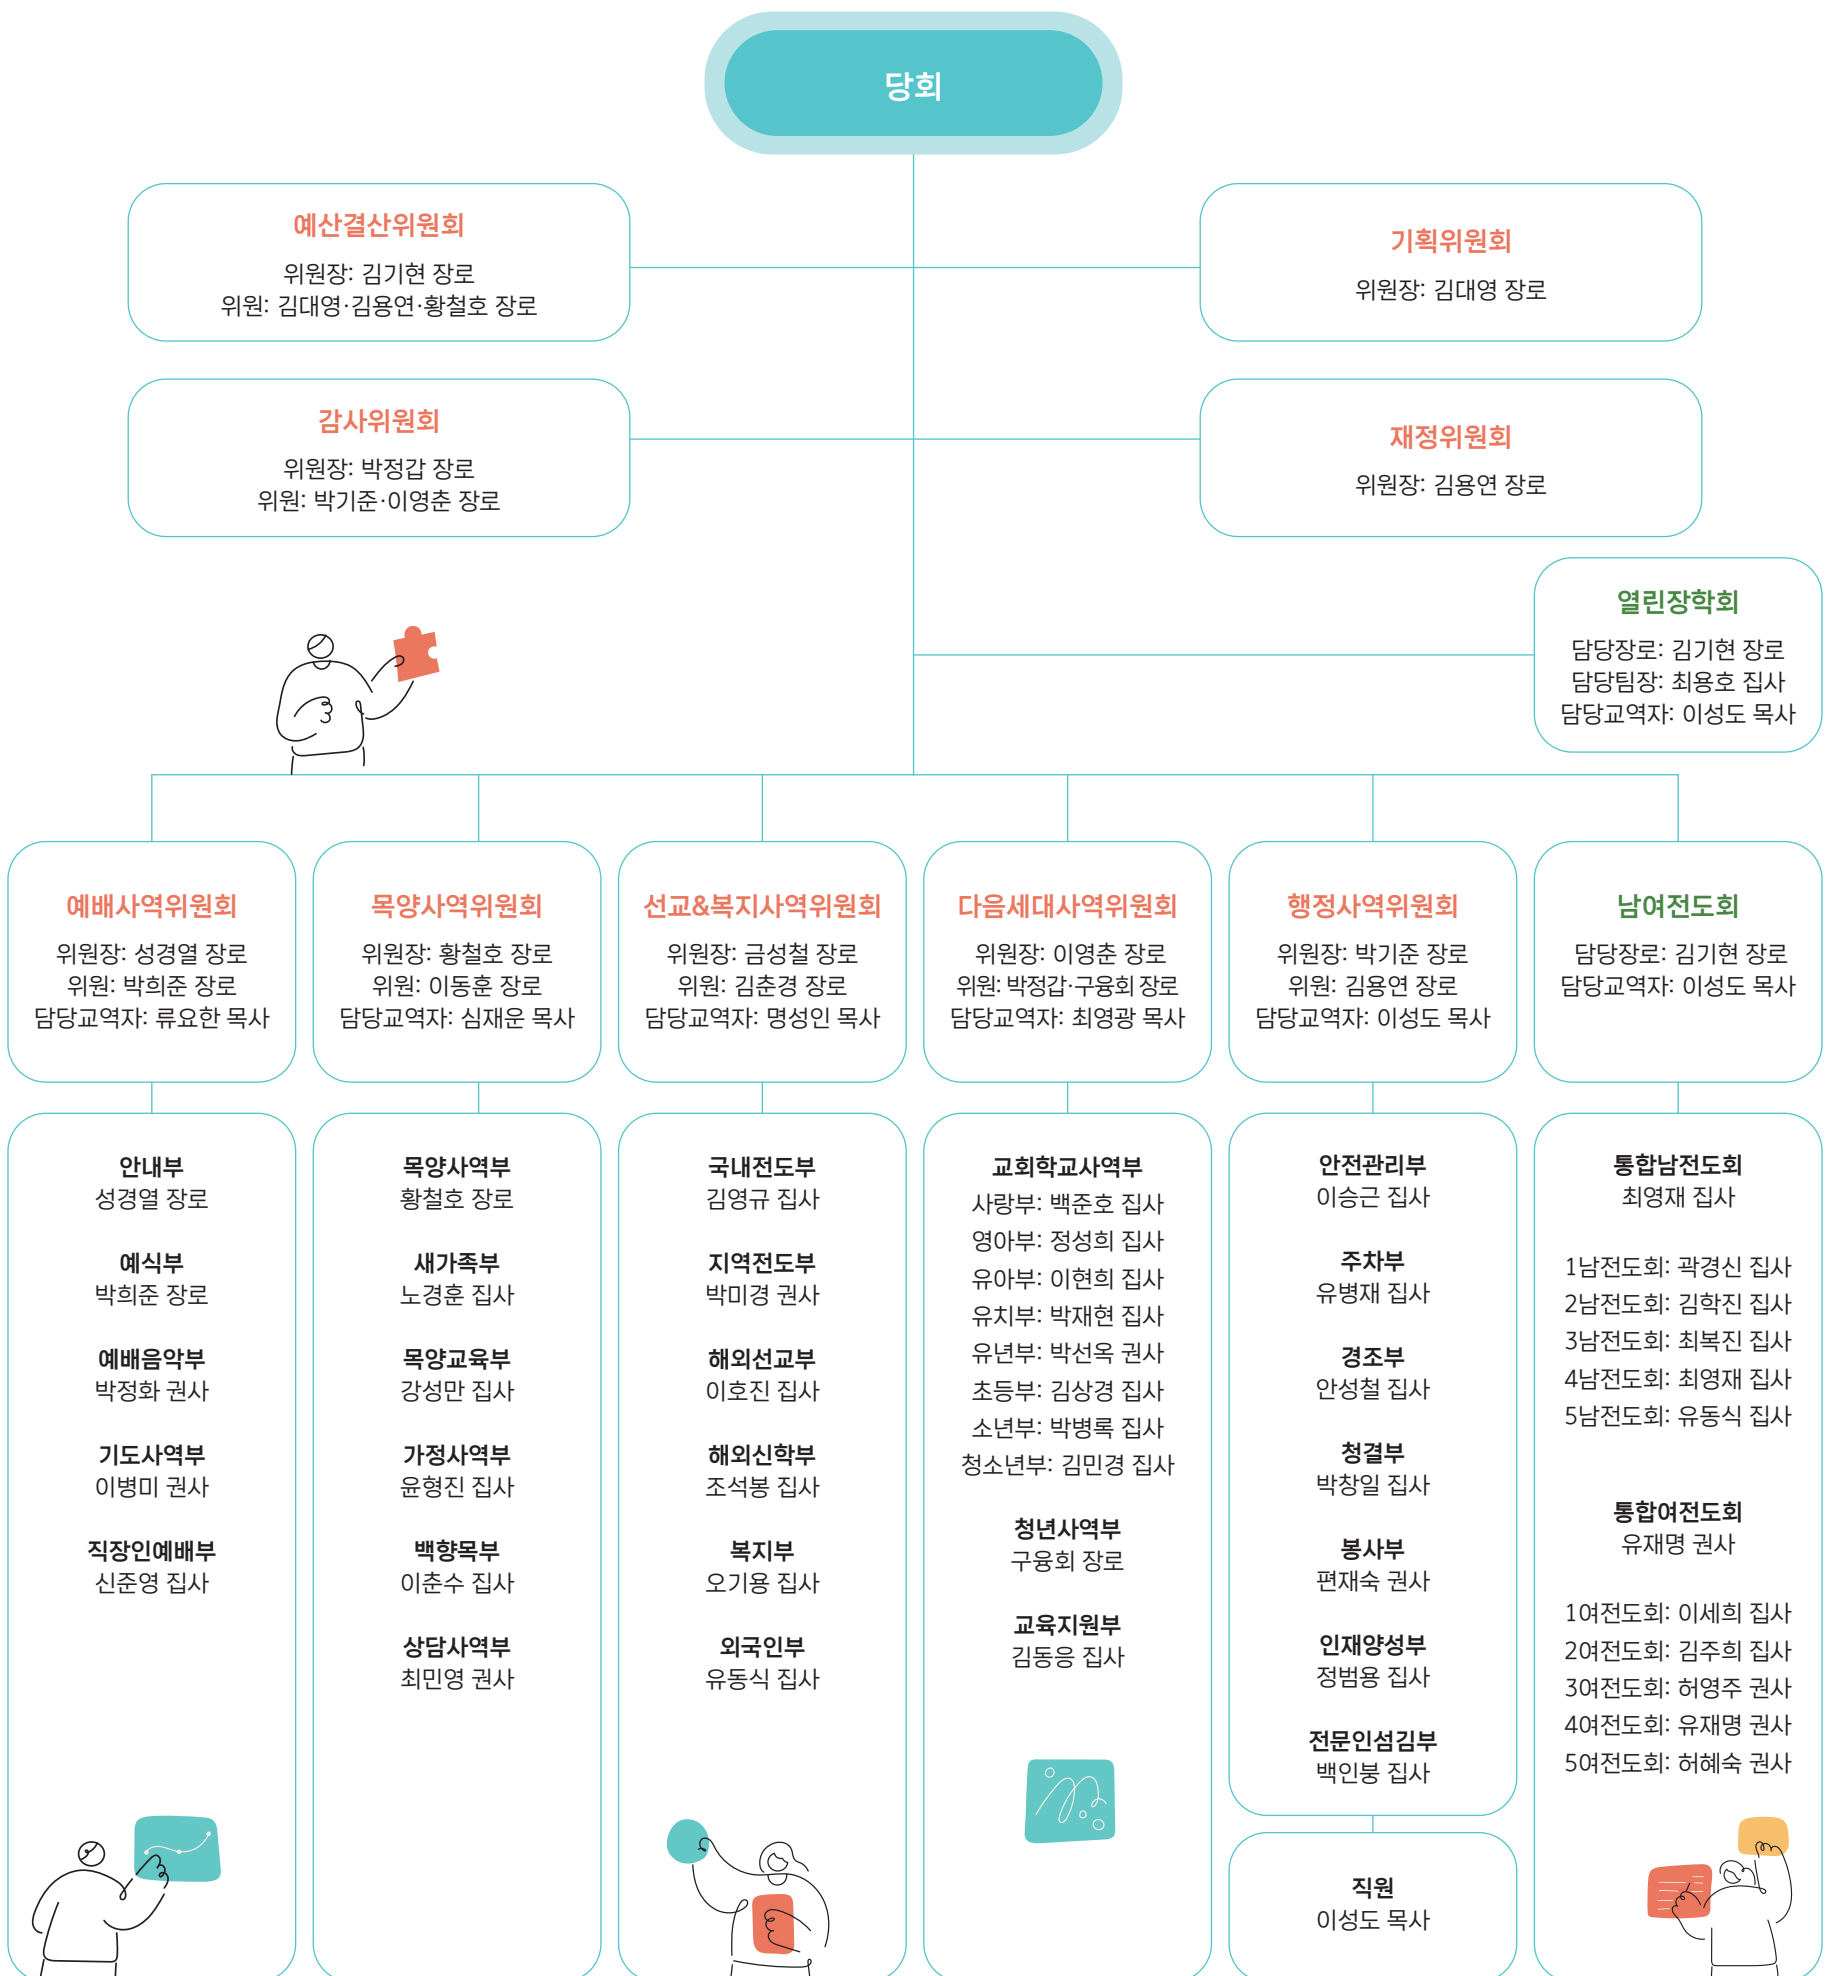 당회
예산결산위원회
위원장: 김기현 장로
위원: 김대영·김용연·황철호 장로
기획위원회
위원장: 김대영 장로
감사위원회
위원장: 박정갑 장로
위원: 박기준·이영춘 장로
재정위원회
위원장: 김용연 장로
열린장학회
담당장로: 김기현 장로
담당팀장: 최용호 집사
담당교역자: 이성도 목사
예배사역위원회
위원장: 성경열 장로
위원: 박희준 장로
담당교역자: 류요한 목사
목양사역위원회
위원장: 황철호 장로
위원: 이동훈 장로
담당교역자: 심재운 목사
선교&복지사역위원회
위원장: 금성철 장로
위원: 김춘경 장로
담당교역자: 명성인 목사
다음세대사역위원회
위원장: 이영춘 장로
위원: 박정갑·구융회 장로
담당교역자: 최영광 목사
행정사역위원회
위원장: 박기준 장로
위원: 김용연 장로
담당교역자: 이성도 목사
남여전도회
담당장로: 김기현 장로
담당교역자: 이성도 목사
안내부
성경열 장로
예식부
박희준 장로
예배음악부
박정화 권사
기도사역부
이병미 권사
직장인예배부
신준영 집사
목양사역부
황철호 장로
새가족부
노경훈 집사
목양교육부
강성만 집사
가정사역부
윤형진 집사
백향목부
이춘수 집사
상담사역부
최민영 권사
국내전도부
김영규 집사
지역전도부
박미경 권사
해외선교부
이호진 집사
해외신학부
조석봉 집사
복지부
오기용 집사
외국인부
유동식 집사
교회학교사역부
사랑부: 백준호 집사
영아부: 정성희 집사
유아부: 이현희 집사
유치부: 박재현 집사
유년부: 박선옥 권사
초등부: 김상경 집사
소년부: 박병록 집사
청소년부: 김민경 집사
청년사역부
구융회 장로
교육지원부
김동응 집사
안전관리부
이승근 집사
주차부
유병재 집사
경조부
안성철 집사
청결부
박창일 집사
봉사부
편재숙 권사
인재양성부
정범용 집사
전문인섬김부
백인봉 집사
직원
이성도 목사
통합남전도회
최영재 집사
1남전도회: 곽경신 집사
2남전도회: 김학진 집사
3남전도회: 최복진 집사
4남전도회: 최영재 집사
5남전도회: 유동식 집사
통합여전도회
유재명 권사
1여전도회: 이세희 집사
2여전도회: 김주희 집사
3여전도회: 허영주 권사
4여전도회: 유재명 권사
5여전도회: 허혜숙 권사